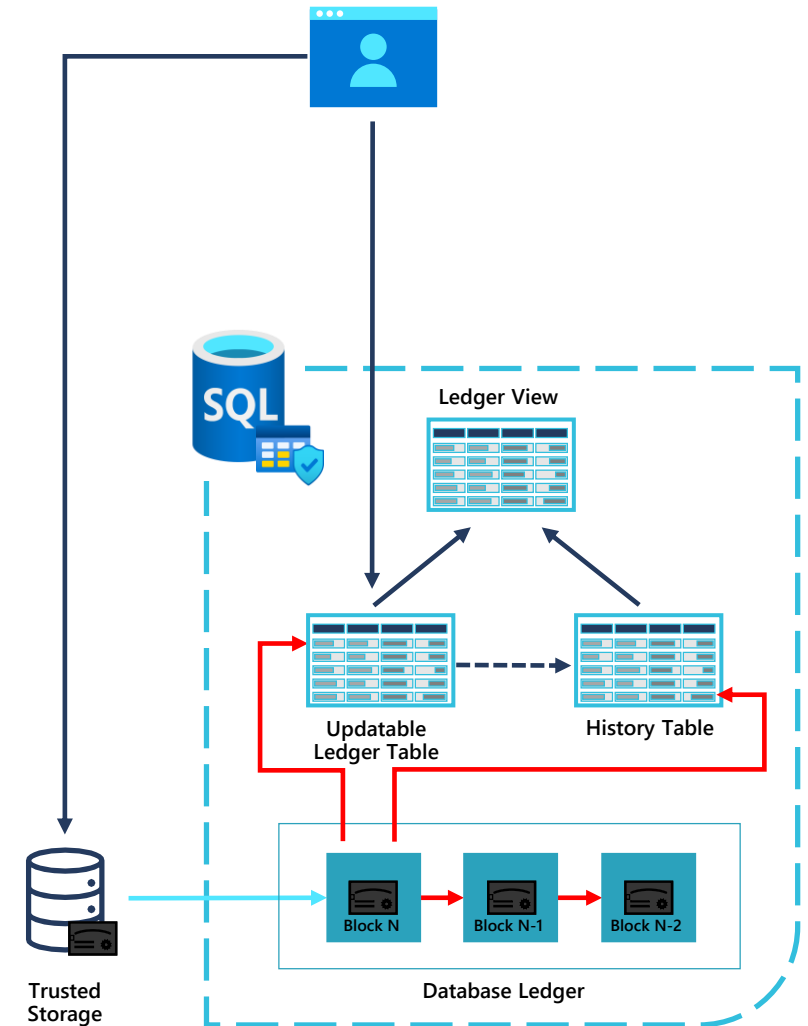 SQL
Ledger View
Updatable
Ledger Table
History Table
Block N
Block N-1
Block N-2
Trusted
Storage
Database Ledger